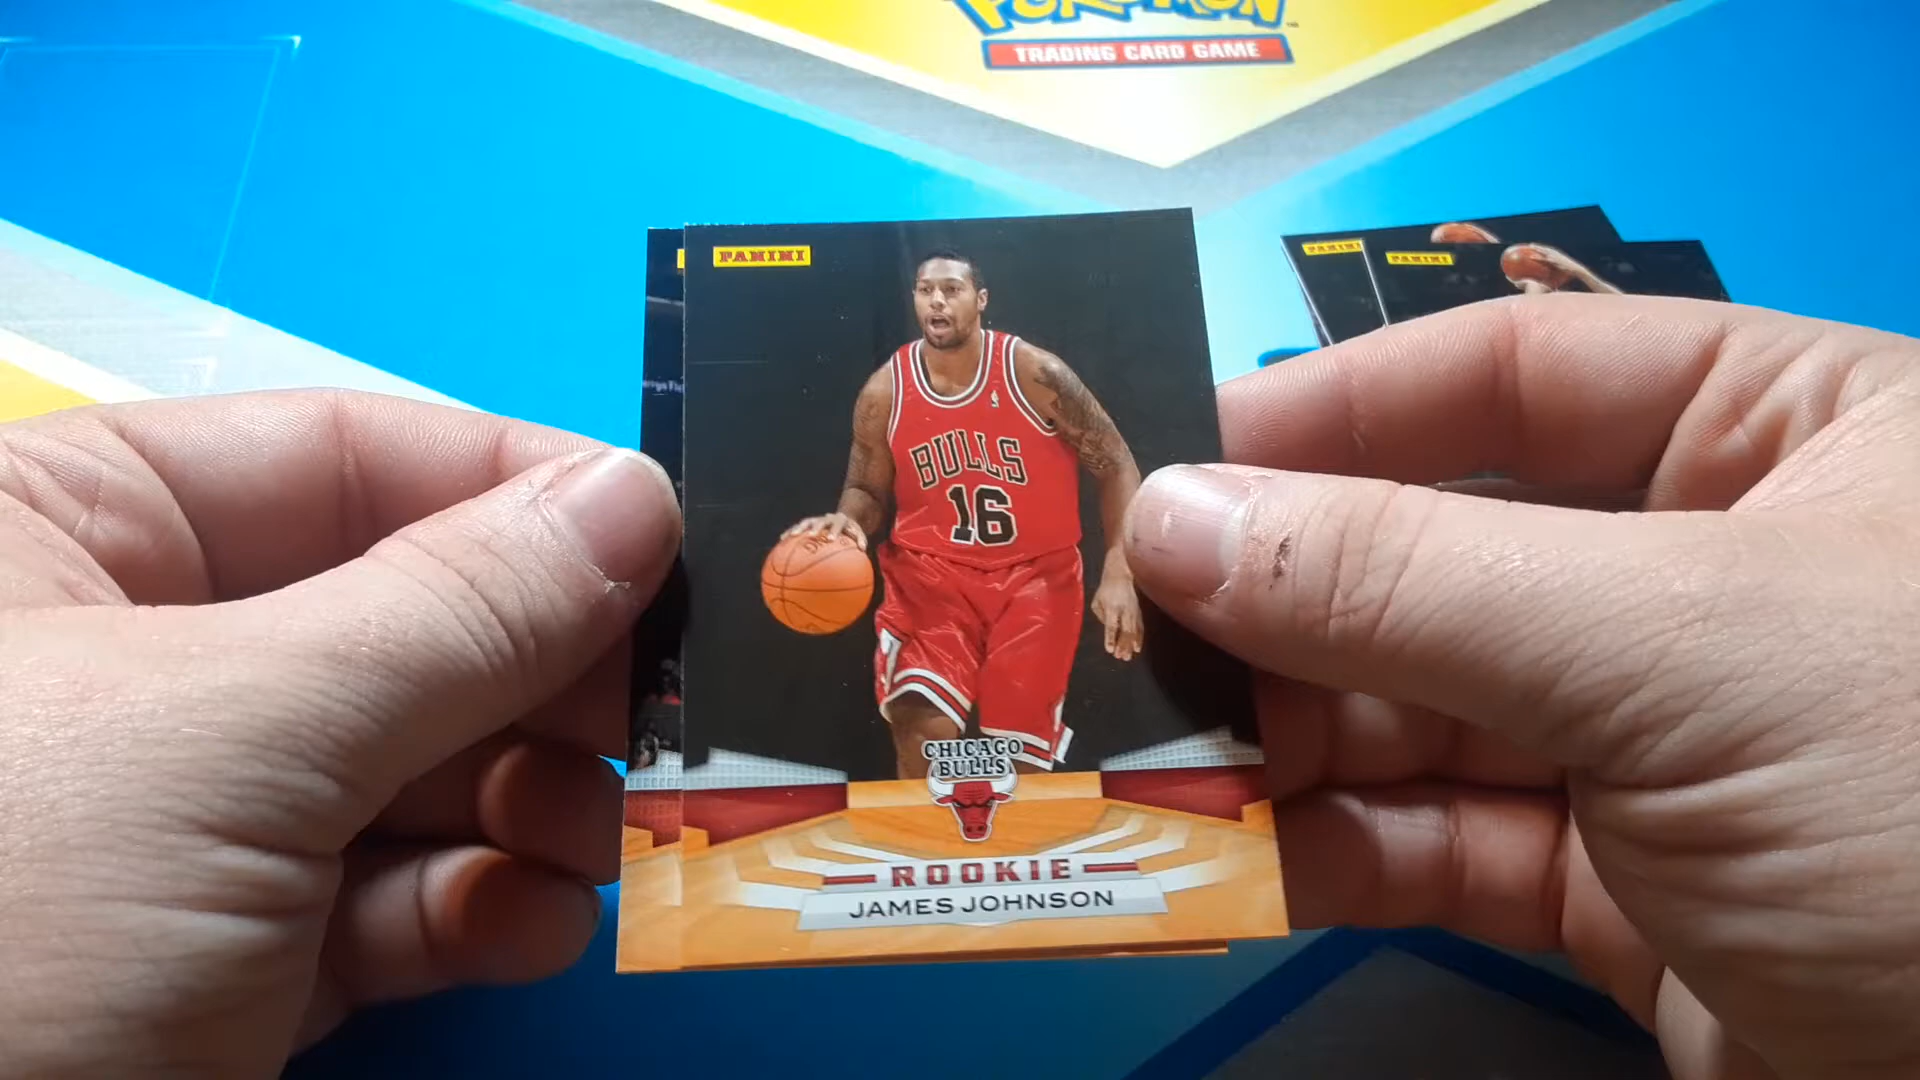 POKÉMON
TRADING CARD GAME
PANINI
PANINI
PANINI
BULLS
16
CHICAGO
BULLS
ROOKIE
JAMES JOHNSON